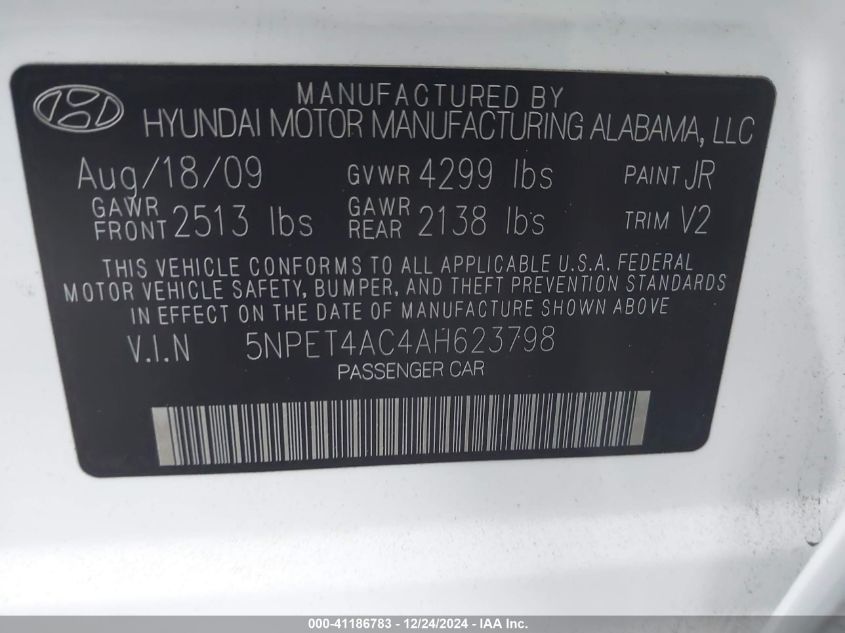 MANUFACTURED BY
HYUNDAI MOTOR MANUFACTURING ALABAMA, LLC
Aug/18/09 GVWR 4299 lbs PAINT JR
GAWR FRONT 2513 lbs GAWR REAR 2138 lbs TRIM V2
THIS VEHICLE CONFORMS TO ALL APPLICABLE U.S.A. FEDERAL
MOTOR VEHICLE SAFETY, BUMPER, AND THEFT PREVENTION STANDARDS
IN EFFECT ON THE DATE OF MANUFACTURE SHOWN ABOVE
V.I.N 5NPET4AC4AH623798
PASSENGER CAR
000-41186783 - 12/24/2024 - IAA Inc.